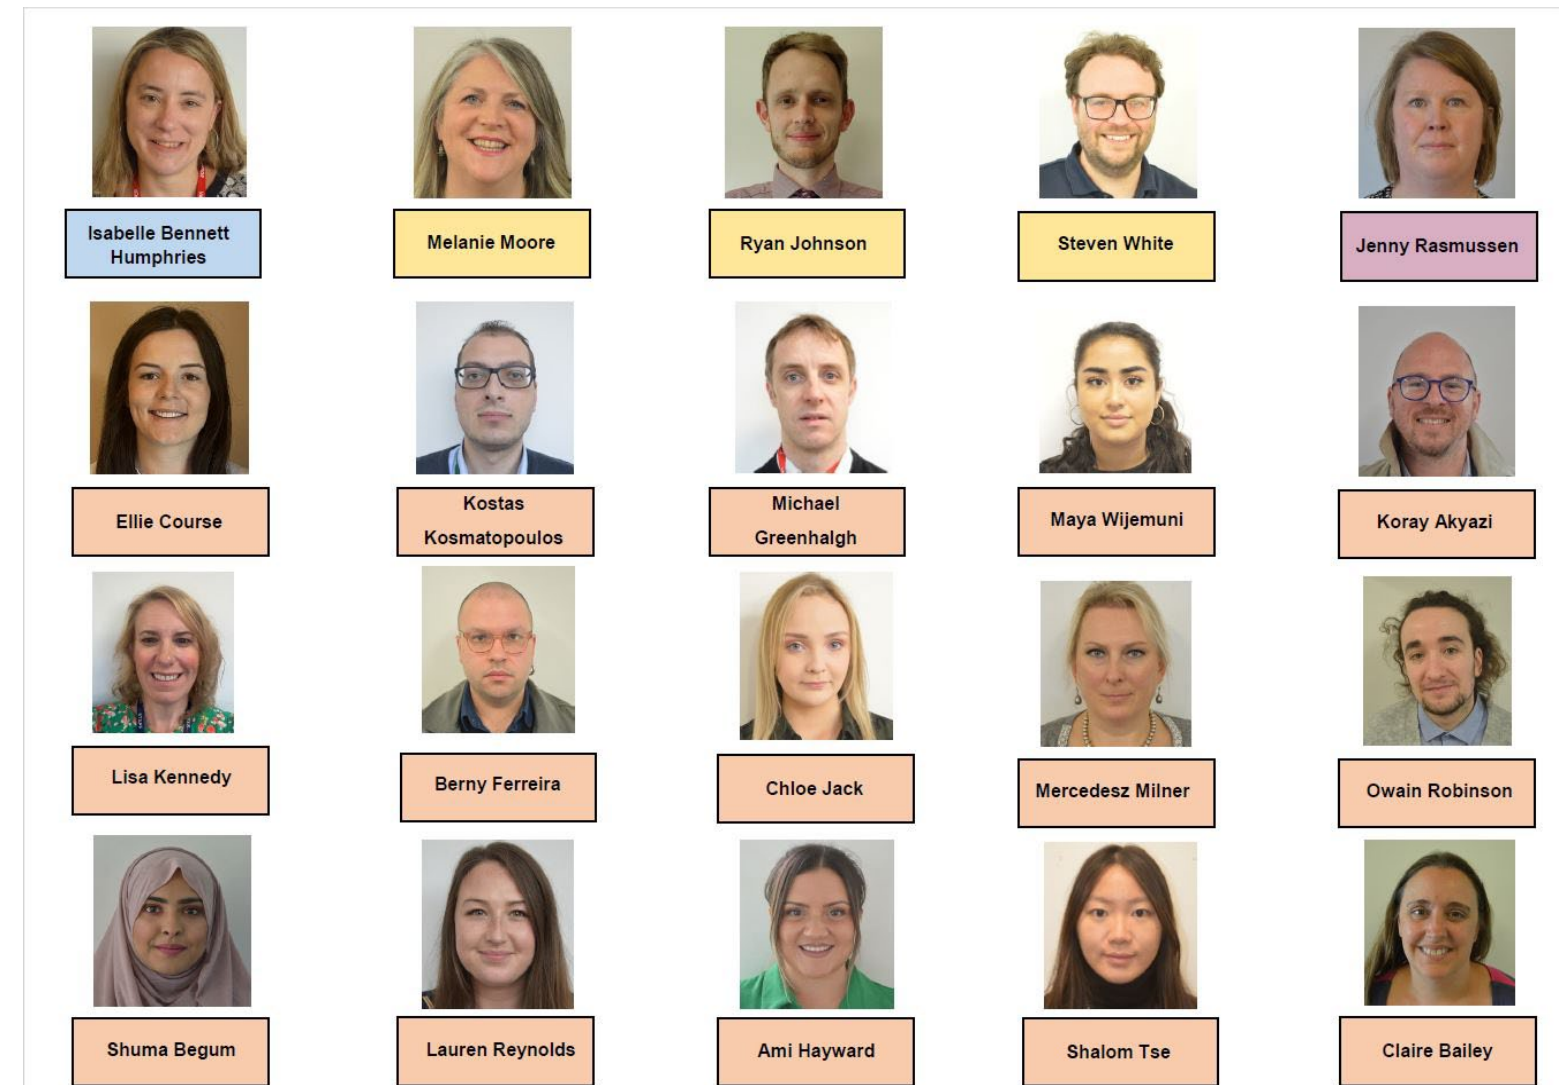 Isabelle Bennett
Humphries
Melanie Moore
Ryan Johnson
Steven White
Jenny Rasmussen
Ellie Course
Kostas
Kosmatopoulos
Michael
Greenhalgh
Maya Wijemuni
Koray Akyazi
Lisa Kennedy
Berny Ferreira
Chloe Jack
Mercedesz Milner
Owain Robinson
Shuma Begum
Lauren Reynolds
Ami Hayward
Shalom Tse
Claire Bailey